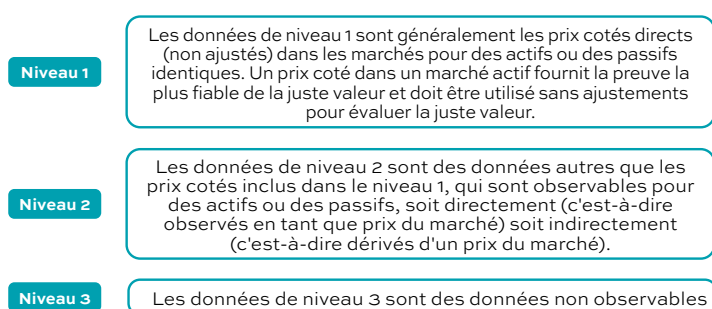 Niveau 1
Les données de niveau 1 sont généralement les prix cotés directs
(non ajustés) dans les marchés pour des actifs ou des passifs
identiques. Un prix coté dans un marché actif fournit la preuve la
plus fiable de la juste valeur et doit être utilisé sans ajustements
pour évaluer la juste valeur.
Niveau 2
Les données de niveau 2 sont des données autres que les
prix cotés inclus dans le niveau 1, qui sont observables pour
des actifs ou des passifs, soit directement (c'est-à-dire
observés en tant que prix du marché) soit indirectement
(c'est-à-dire dérivés d'un prix du marché).
Niveau 3
Les données de niveau 3 sont des données non observables